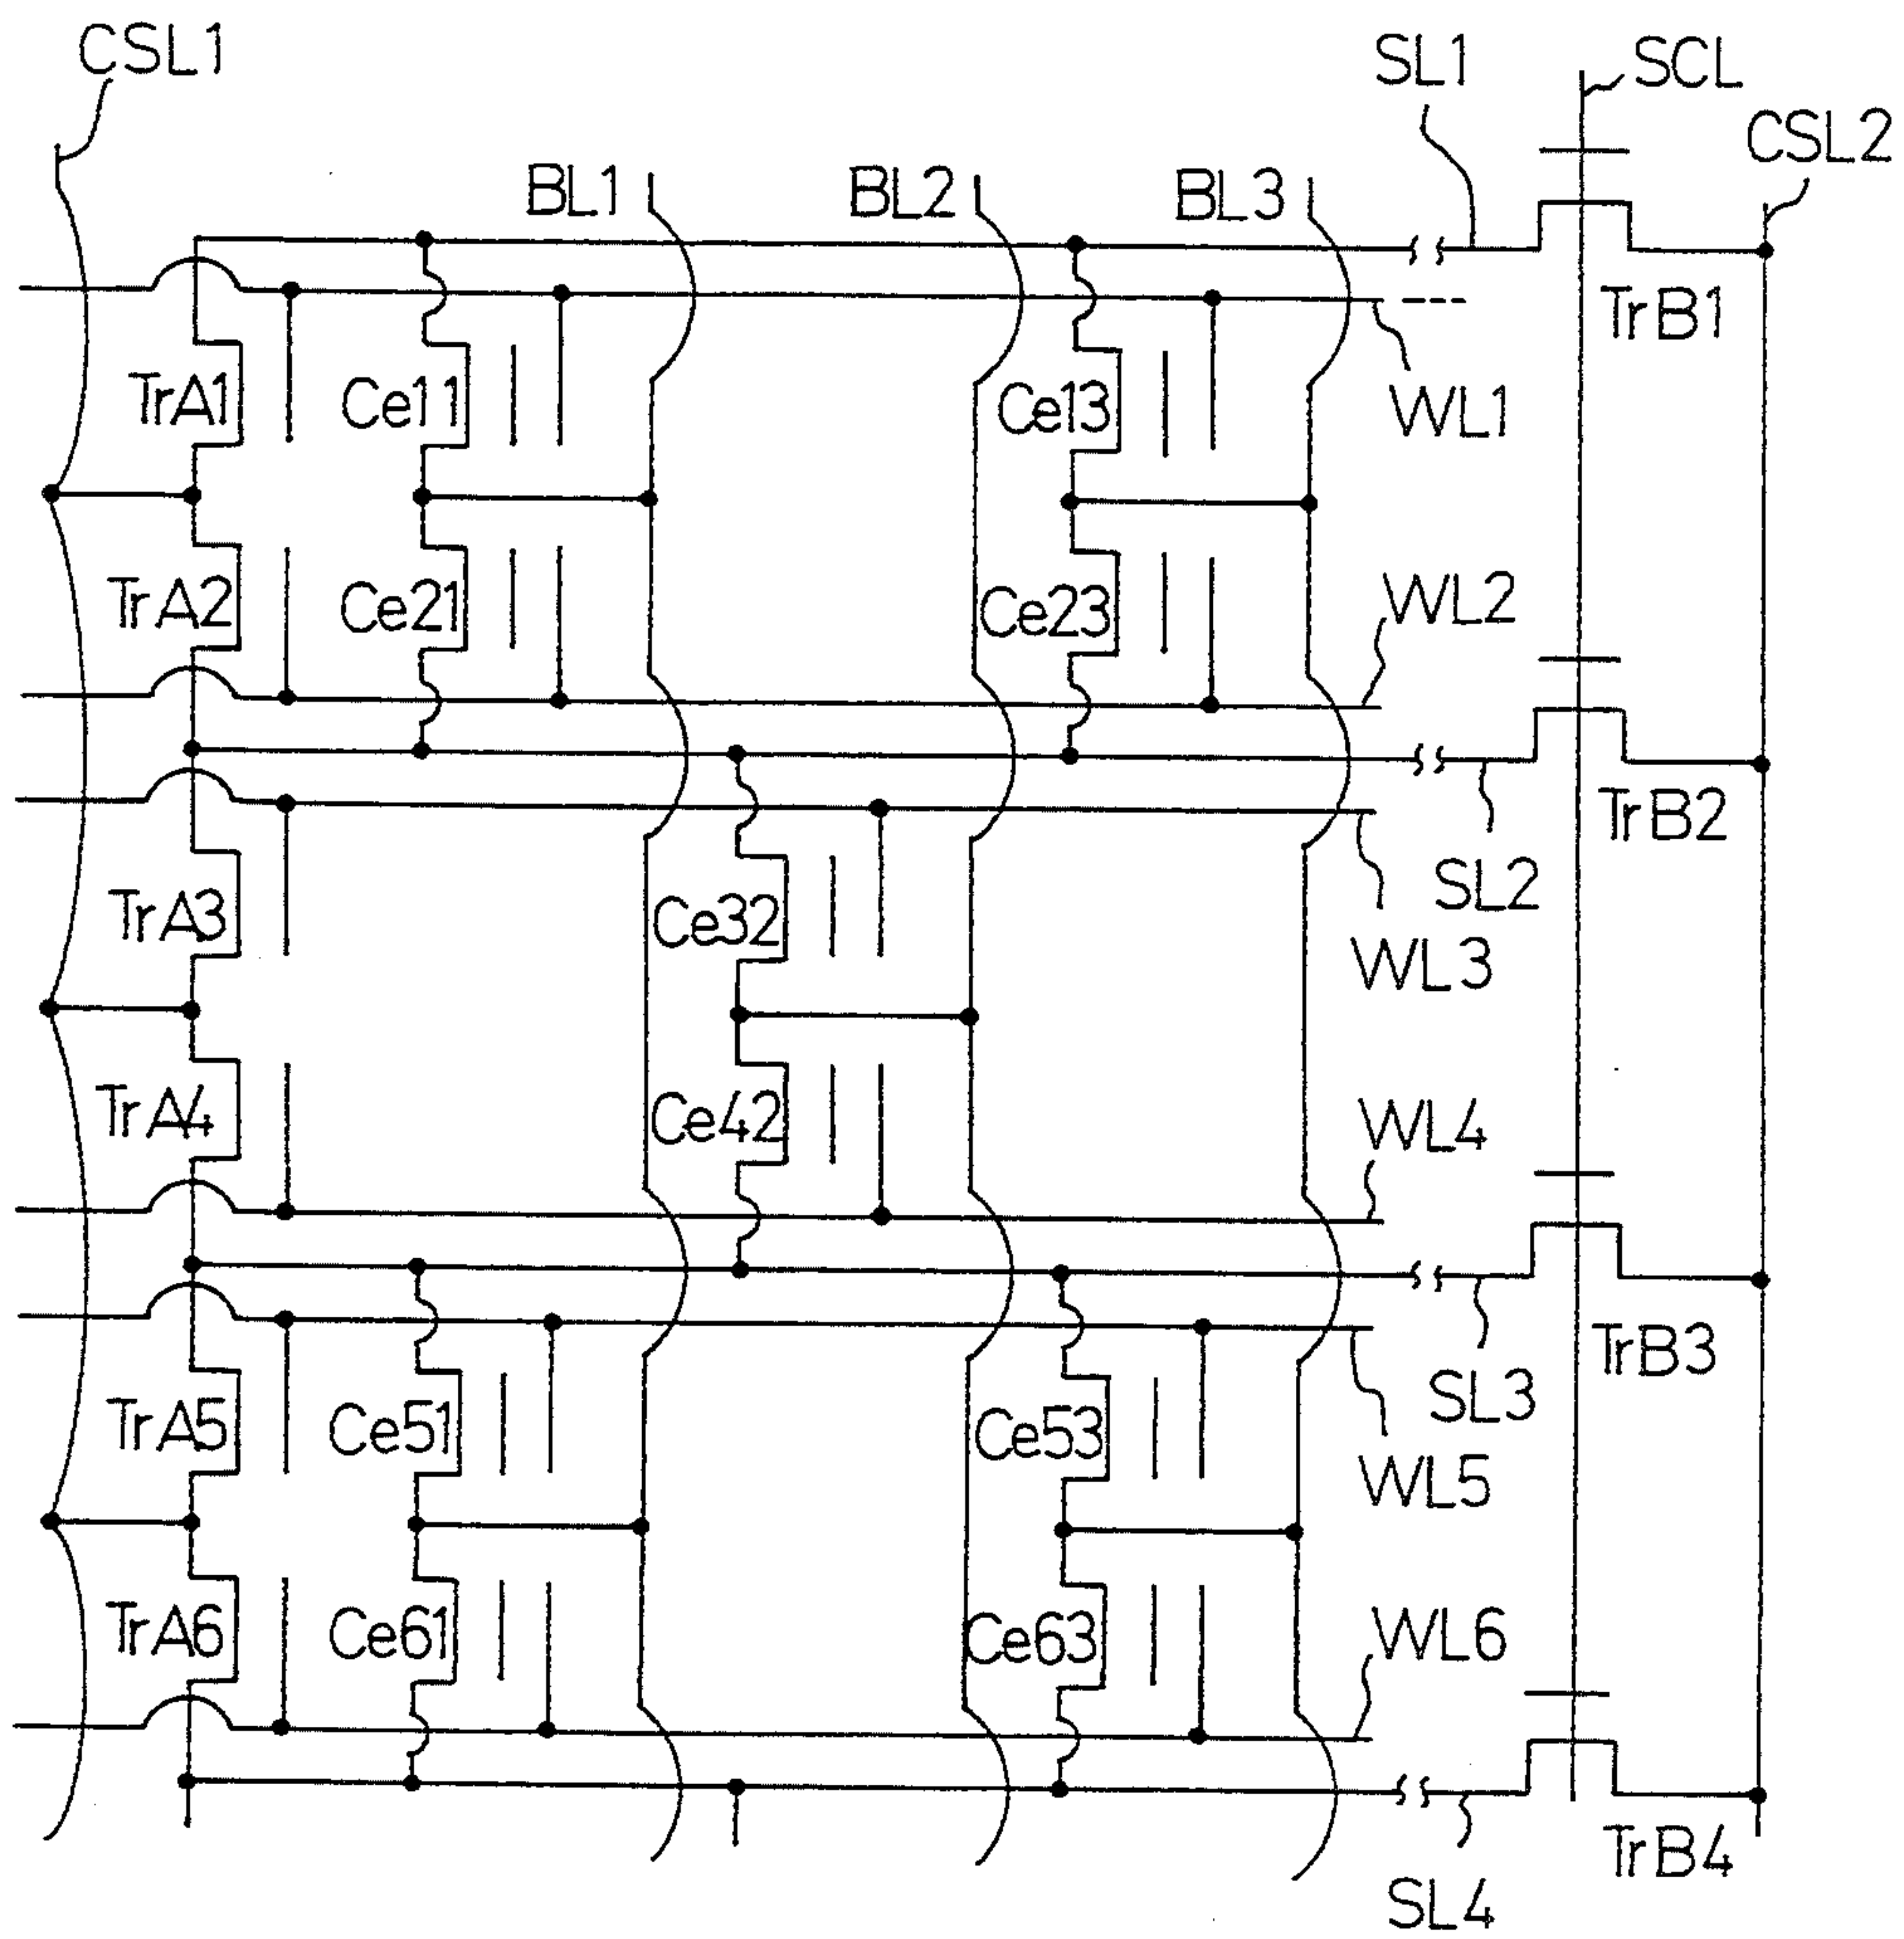 CSL1
SL1
SCL
CSL2
BL1
BL2
BL3
TrB1
TrA1
Ce11
Ce13
WL1
TrA2
Ce21
Ce23
WL2
TrB2
SL2
TrA3
Ce32
WL3
TrA4
Ce42
WL4
TrB3
SL3
TrA5
Ce51
Ce53
WL5
TrA6
Ce61
Ce63
WL6
TrB4
SL4